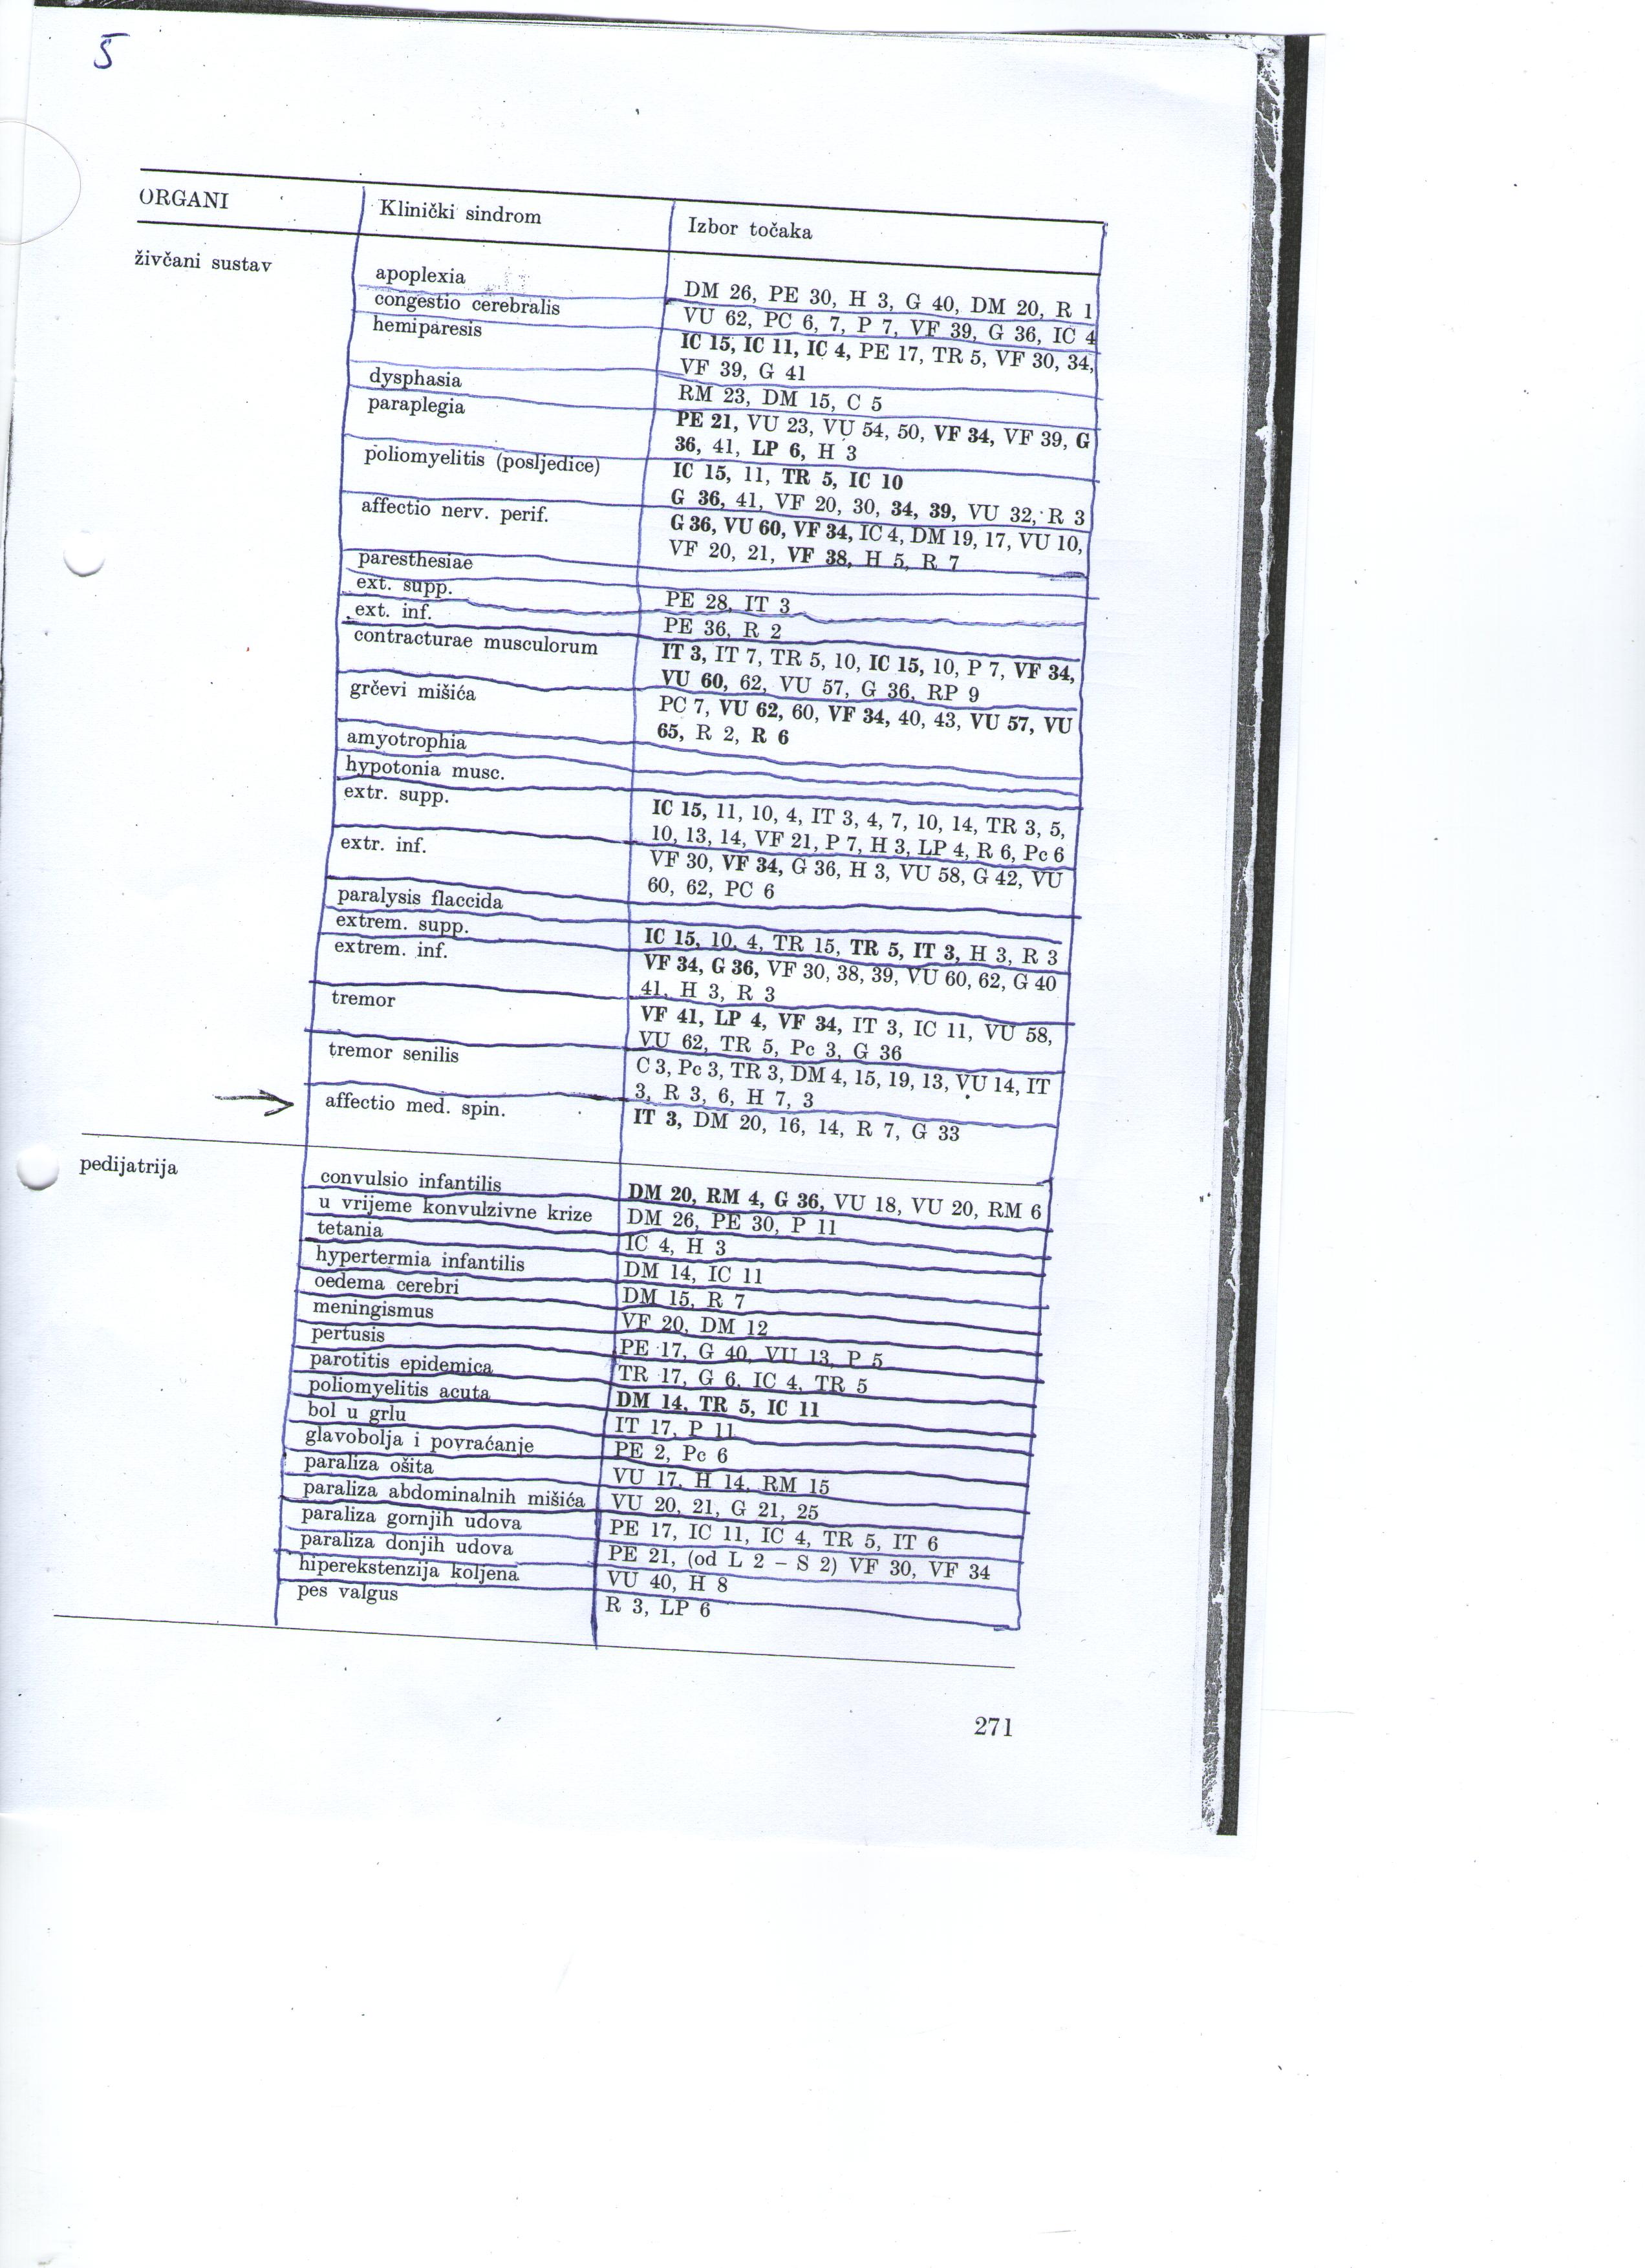 5
ORGANI Klinički sindrom Izbor točaka
živčani sustav apoplexia DM 26, PE 30, H 3, G 40, DM 20, R 1
congestio cerebralis VU 62, PC 6, 7, P 7, VF 39, G 36, IC 4
hemiparesis IC 15, IC 11, IC 4, PE 17, TR 5, VF 30, 34,
VF 39, G 41
dysphasia RM 23, DM 15, C 5
paraplegia PE 21, VU 23, VU 54, 50, VF 34, VF 39, G
36, 41, LP 6, H 3
poliomyelitis (posljedice) IC 15, 11, TR 5, IC 10
G 36, 41, VF 20, 30, 34, 39, VU 32, R 3
affectio nerv. perif. G 36, VU 60, VF 34, IC 4, DM 19, 17, VU 10,
VF 20, 21, VF 38, H 5, R 7
paresthesiae
ext. supp. PE 28, IT 3
ext. inf. PE 36, R 2
contracturae musculorum IT 3, IT 7, TR 5, 10, IC 15, 10, P 7, VF 34,
VU 60, 62, VU 57, G 36, RP 9
grčevi mišića PC 7, VU 62, 60, VF 34, 40, 43, VU 57, VU
65, R 2, R 6
amyotrophia
hypotonia musc.
extr. supp. IC 15, 11, 10, 4, IT 3, 4, 7, 10, 14, TR 3, 5,
10, 13, 14, VF 21, P 7, H 3, LP 4, R 6, Pc 6
extr. inf. VF 30, VF 34, G 36, H 3, VU 58, G 42, VU
60, 62, PC 6
paralysis flaccida
extrem. supp. IC 15, 10, 4, TR 15, TR 5, IT 3, H 3, R 3
extrem. inf. VF 34, G 36, VF 30, 38, 39, VU 60, 62, G 40
41, H 3, R 3
tremor VF 41, LP 4, VF 34, IT 3, IC 11, VU 58,
VU 62, TR 5, Pc 3, G 36
tremor senilis C 3, Pc 3, TR 3, DM 4, 15, 19, 13, VU 14, IT
3, R 3, 6, H 7, 3
affectio med. spin. IT 3, DM 20, 16, 14, R 7, G 33
pedijatrija convulsio infantilis DM 20, RM 4, G 36, VU 18, VU 20, RM 6
u vrijeme konvulzivne krize DM 26, PE 30, P 11
tetania IC 4, H 3
hypertermia infantilis DM 14, IC 11
oedema cerebri DM 15, R 7
meningismus VF 20, DM 12
pertusis PE 17, G 40, VU 13, P 5
parotitis epidemica TR 17, G 6, IC 4, TR 5
poliomyelitis acuta DM 14, TR 5, IC 11
bol u grlu IT 17, P 11
glavobolja i povraćanje PE 2, Pc 6
paraliza ošita VU 17, H 14, RM 15
paraliza abdominalnih mišića VU 20, 21, G 21, 25
paraliza gornjih udova PE 17, IC 11, IC 4, TR 5, IT 6
paraliza donjih udova PE 21, (od L 2 – S 2) VF 30, VF 34
hiperekstenzija koljena VU 40, H 8
pes valgus R 3, LP 6
271